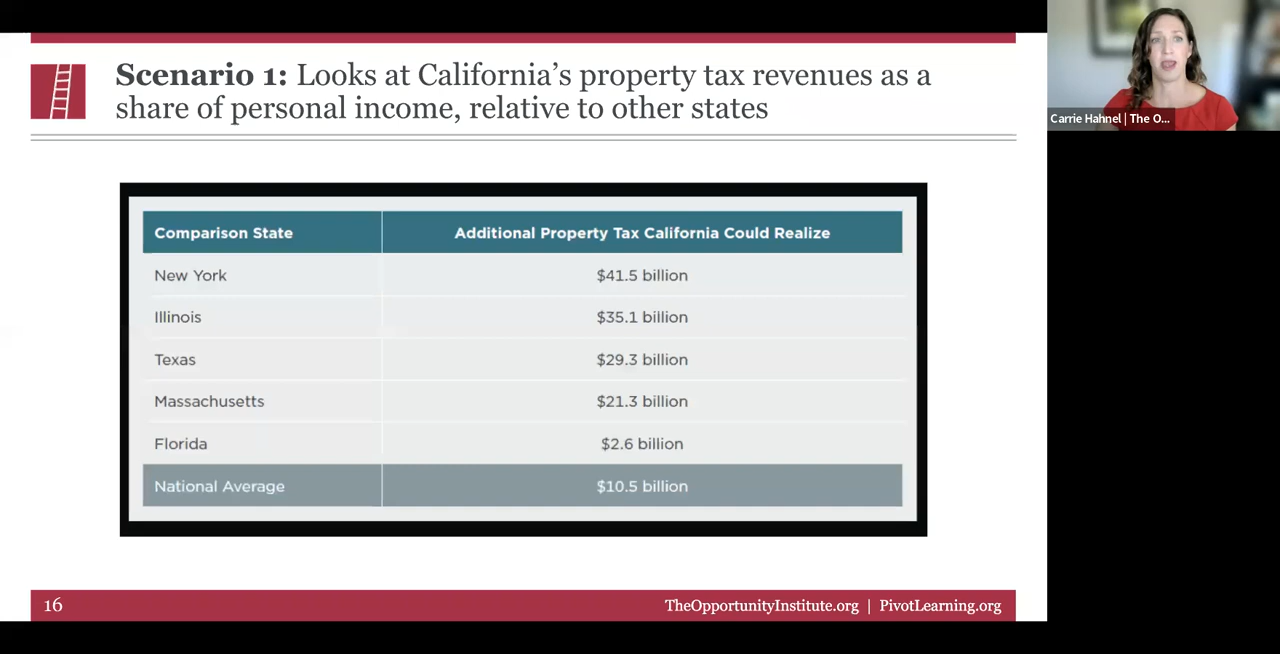 Scenario 1: Looks at California’s property tax revenues as a
share of personal income, relative to other states
Comparison State Additional Property Tax California Could Realize
New York $41.5 billion
Illinois $35.1 billion
Texas $29.3 billion
Massachusetts $21.3 billion
Florida $2.6 billion
National Average $10.5 billion
16 TheOpportunityInstitute.org | PivotLearning.org
Carrie Hahnel | The O...